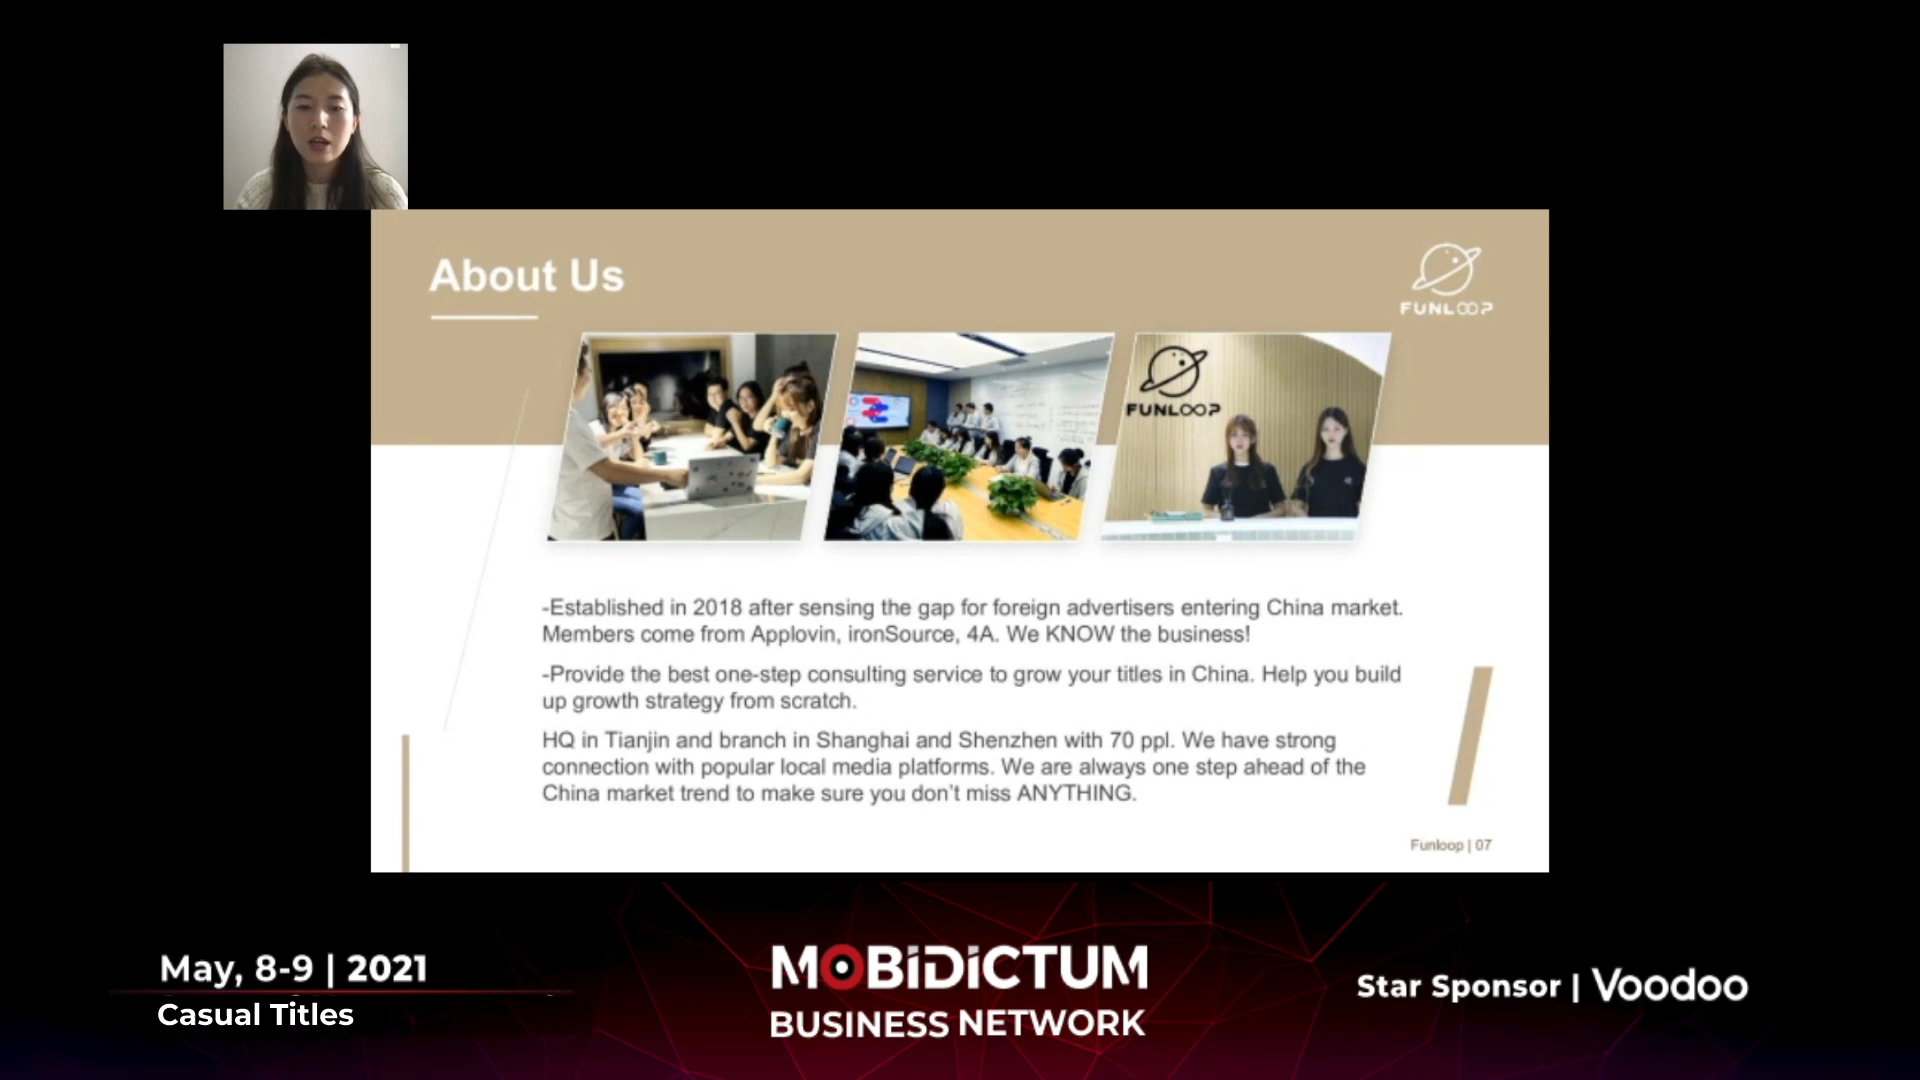 About Us
FUNLOOP
FUNLOOP
-Established in 2018 after sensing the gap for foreign advertisers entering China market.
Members come from Applovin, ironSource, 4A. We KNOW the business!
-Provide the best one-step consulting service to grow your titles in China. Help you build
up growth strategy from scratch.
HQ in Tianjin and branch in Shanghai and Shenzhen with 70 ppl. We have strong
connection with popular local media platforms. We are always one step ahead of the
China market trend to make sure you don't miss ANYTHING.
Funloop | 07
May, 8-9 | 2021
Casual Titles
MOBiDiCTUM
BUSINESS NETWORK
Star Sponsor | Voodoo